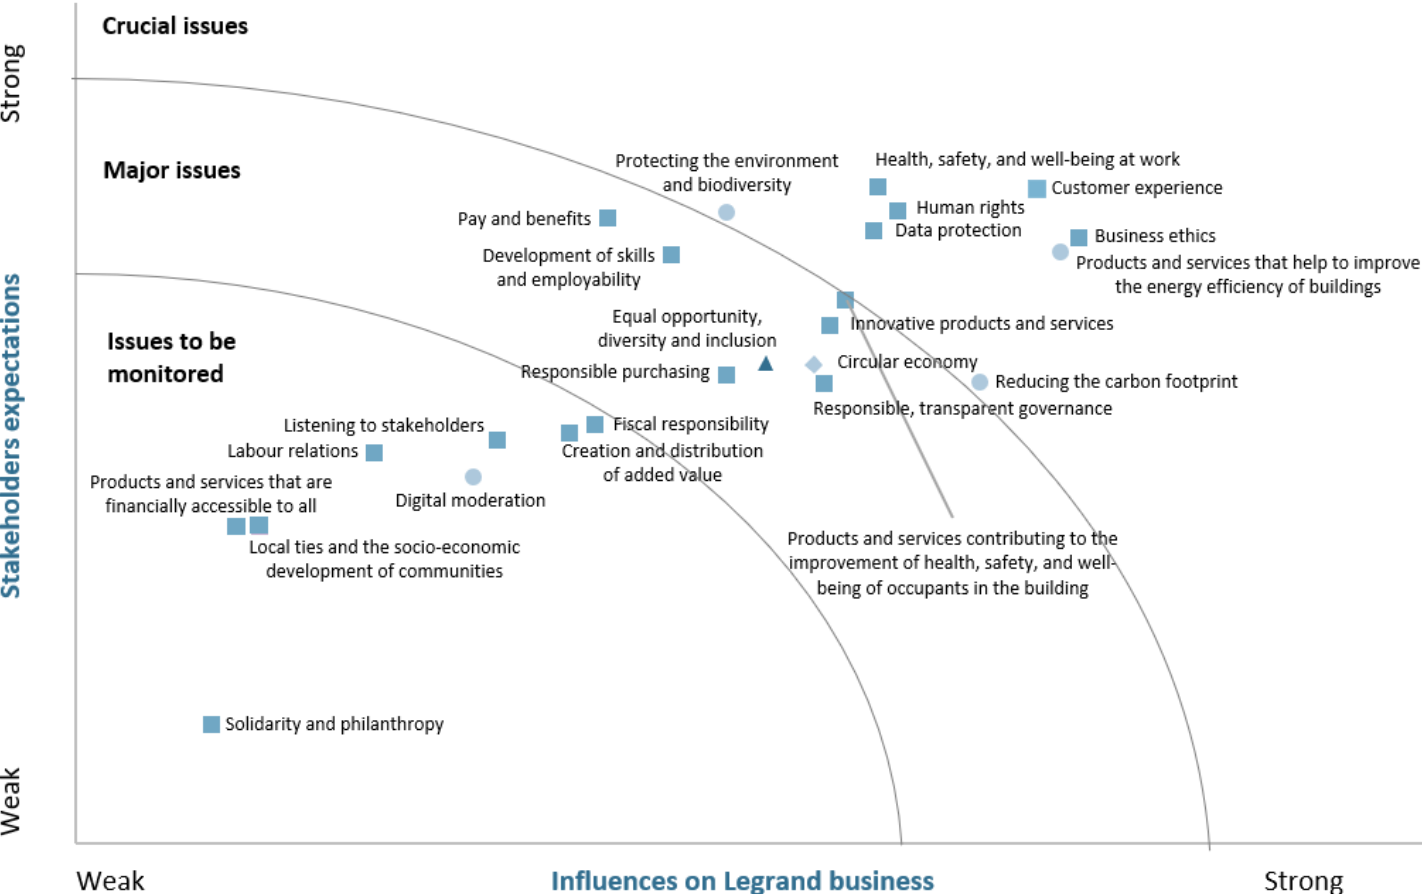 Crucial issues
Strong
Major issues
Protecting the environment
and biodiversity
Health, safety, and well-being at work
Customer experience
Human rights
Pay and benefits
Data protection
Business ethics
Development of skills
and employability
Products and services that help to improve
the energy efficiency of buildings
Stakeholders expectations
Equal opportunity,
diversity and inclusion
Innovative products and services
Issues to be
monitored
Responsible purchasing
Circular economy
Reducing the carbon footprint
Responsible, transparent governance
Listening to stakeholders
Fiscal responsibility
Labour relations
Creation and distribution
of added value
Products and services that are
financially accessible to all
Digital moderation
Local ties and the socio-economic
development of communities
Products and services contributing to the
improvement of health, safety, and well-
being of occupants in the building
Solidarity and philanthropy
Weak
Weak
Influences on Legrand business
Strong